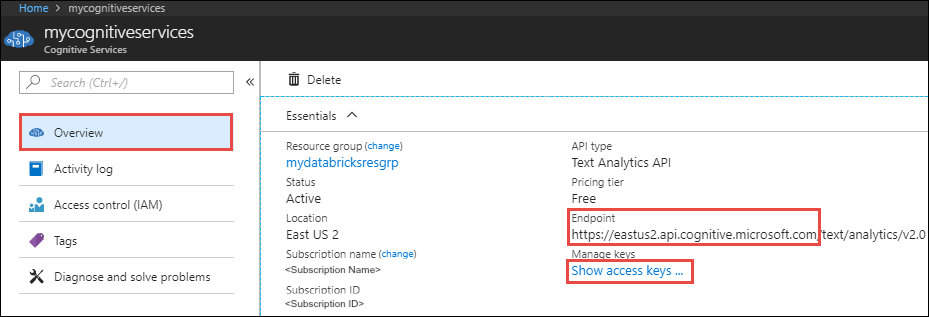 Home > mycognitiveservices
mycognitiveservices
Cognitive Services
Search (Ctrl+/)
«
Overview
Activity log
Access control (IAM)
Tags
Diagnose and solve problems
Delete
Essentials
Resource group (change)
mydatabricksresgrp
Status
Active
Location
East US 2
Subscription name (change)
<Subscription Name>
Subscription ID
<Subscription ID>
API type
Text Analytics API
Pricing tier
Free
Endpoint
https://eastus2.api.cognitive.microsoft.com/text/analytics/v2.0
Manage keys
Show access keys ...